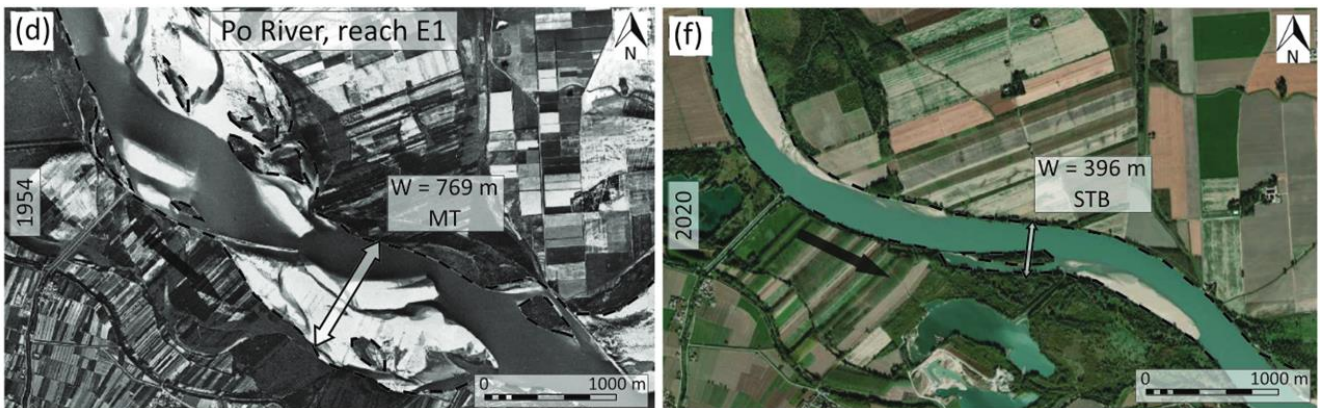 (d)
Po River, reach E1
N
1954
W = 769 m
MT
0 1000 m
(f)
N
2020
W = 396 m
STB
0 1000 m